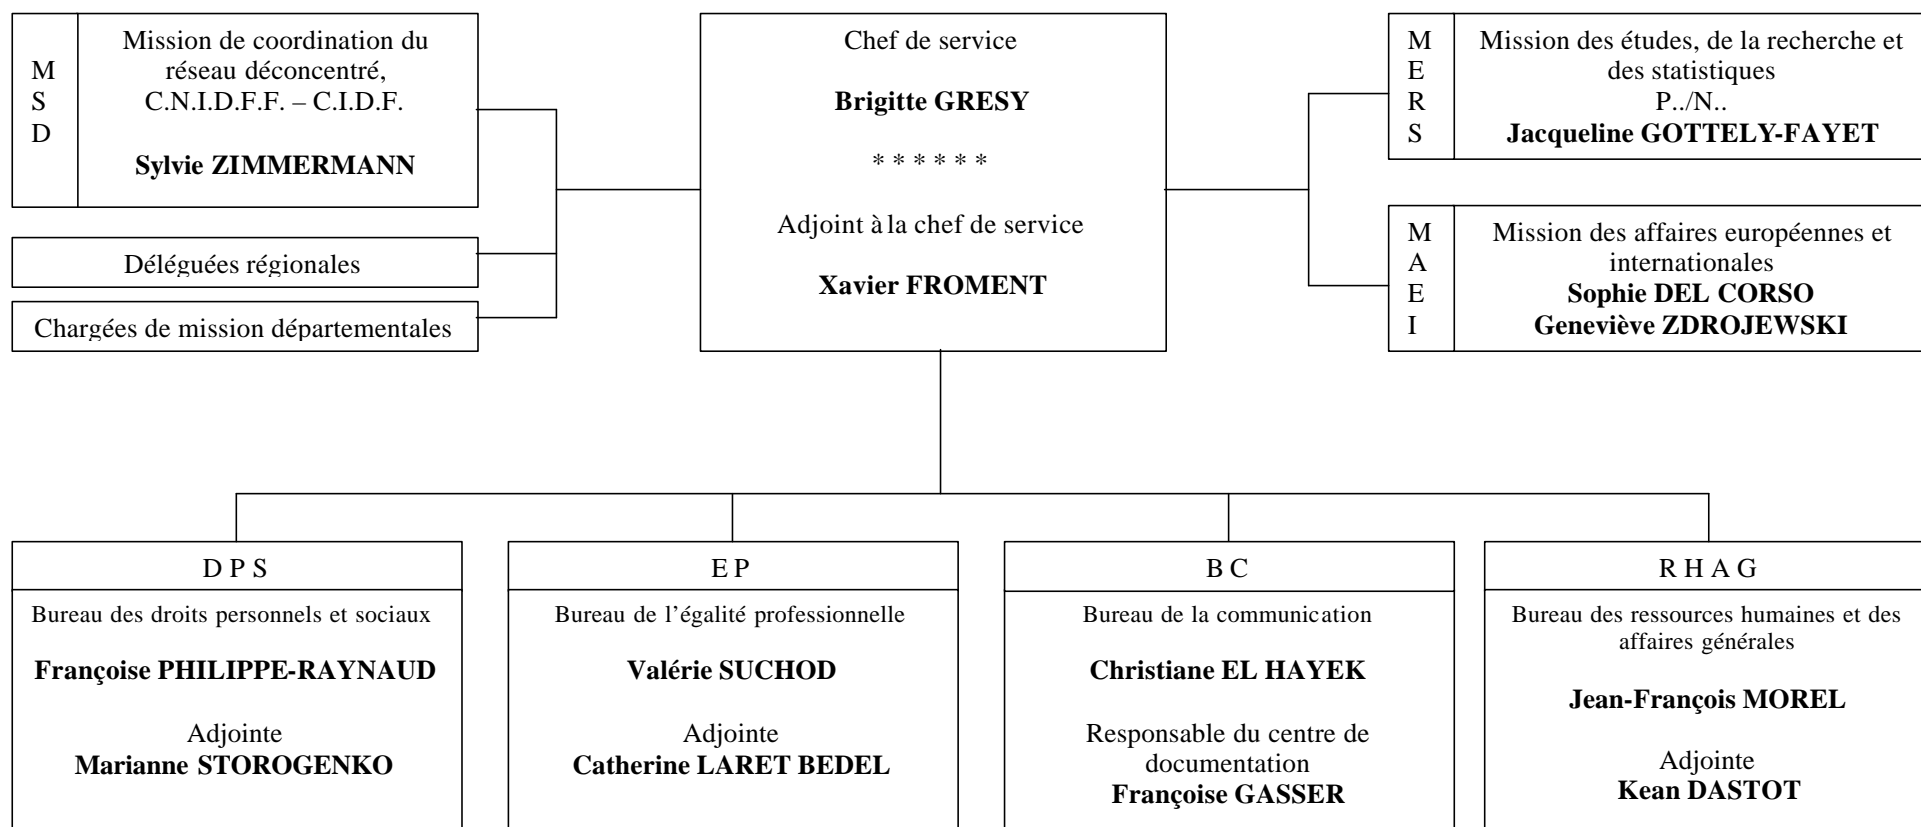 M
S
D
Mission de coordination du
réseau déconcentré,
C.N.I.D.F.F. – C.I.D.F.
Sylvie ZIMMERMANN
Déléguées régionales
Chargées de mission départementales
Chef de service
Brigitte GRESY
* * * * * *
Adjoint à la chef de service
Xavier FROMENT
M
E
R
S
Mission des études, de la recherche et
des statistiques
P../N..
Jacqueline GOTTELY-FAYET
M
A
E
I
Mission des affaires européennes et
internationales
Sophie DEL CORSO
Geneviève ZDROJEWSKI
D P S
Bureau des droits personnels et sociaux
Françoise PHILIPPE-RAYNAUD
Adjointe
Marianne STOROGENKO
E P
Bureau de l'égalité professionnelle
Valérie SUCHOD
Adjointe
Catherine LARET BEDEL
B C
Bureau de la communication
Christiane EL HAYEK
Responsable du centre de
documentation
Françoise GASSER
R H A G
Bureau des ressources humaines et des
affaires générales
Jean-François MOREL
Adjointe
Kean DASTOT